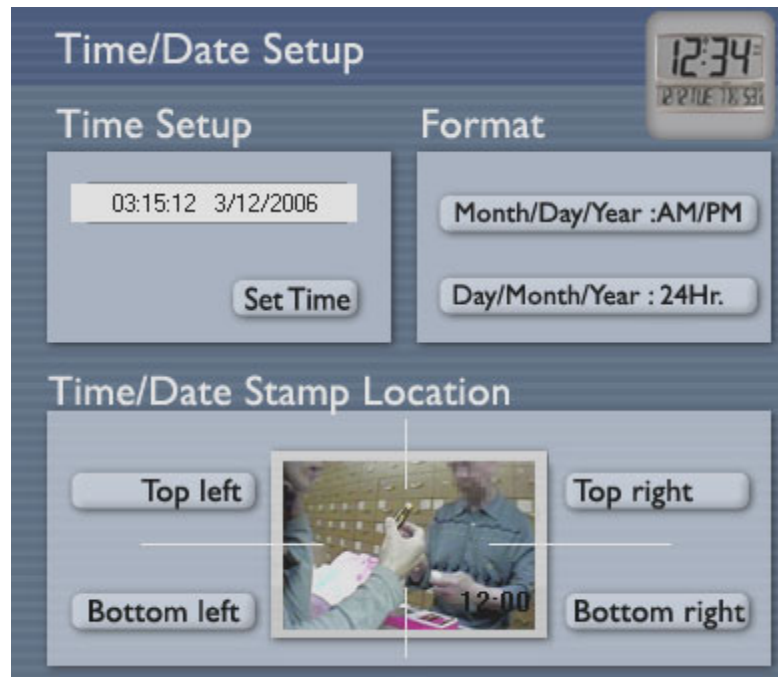 Time/Date Setup
12:34
Time Setup
Format
03:15:12 3/12/2006
Month/Day/Year :AM/PM
Set Time
Day/Month/Year : 24Hr.
Time/Date Stamp Location
Top left
Top right
12:00
Bottom left
Bottom right